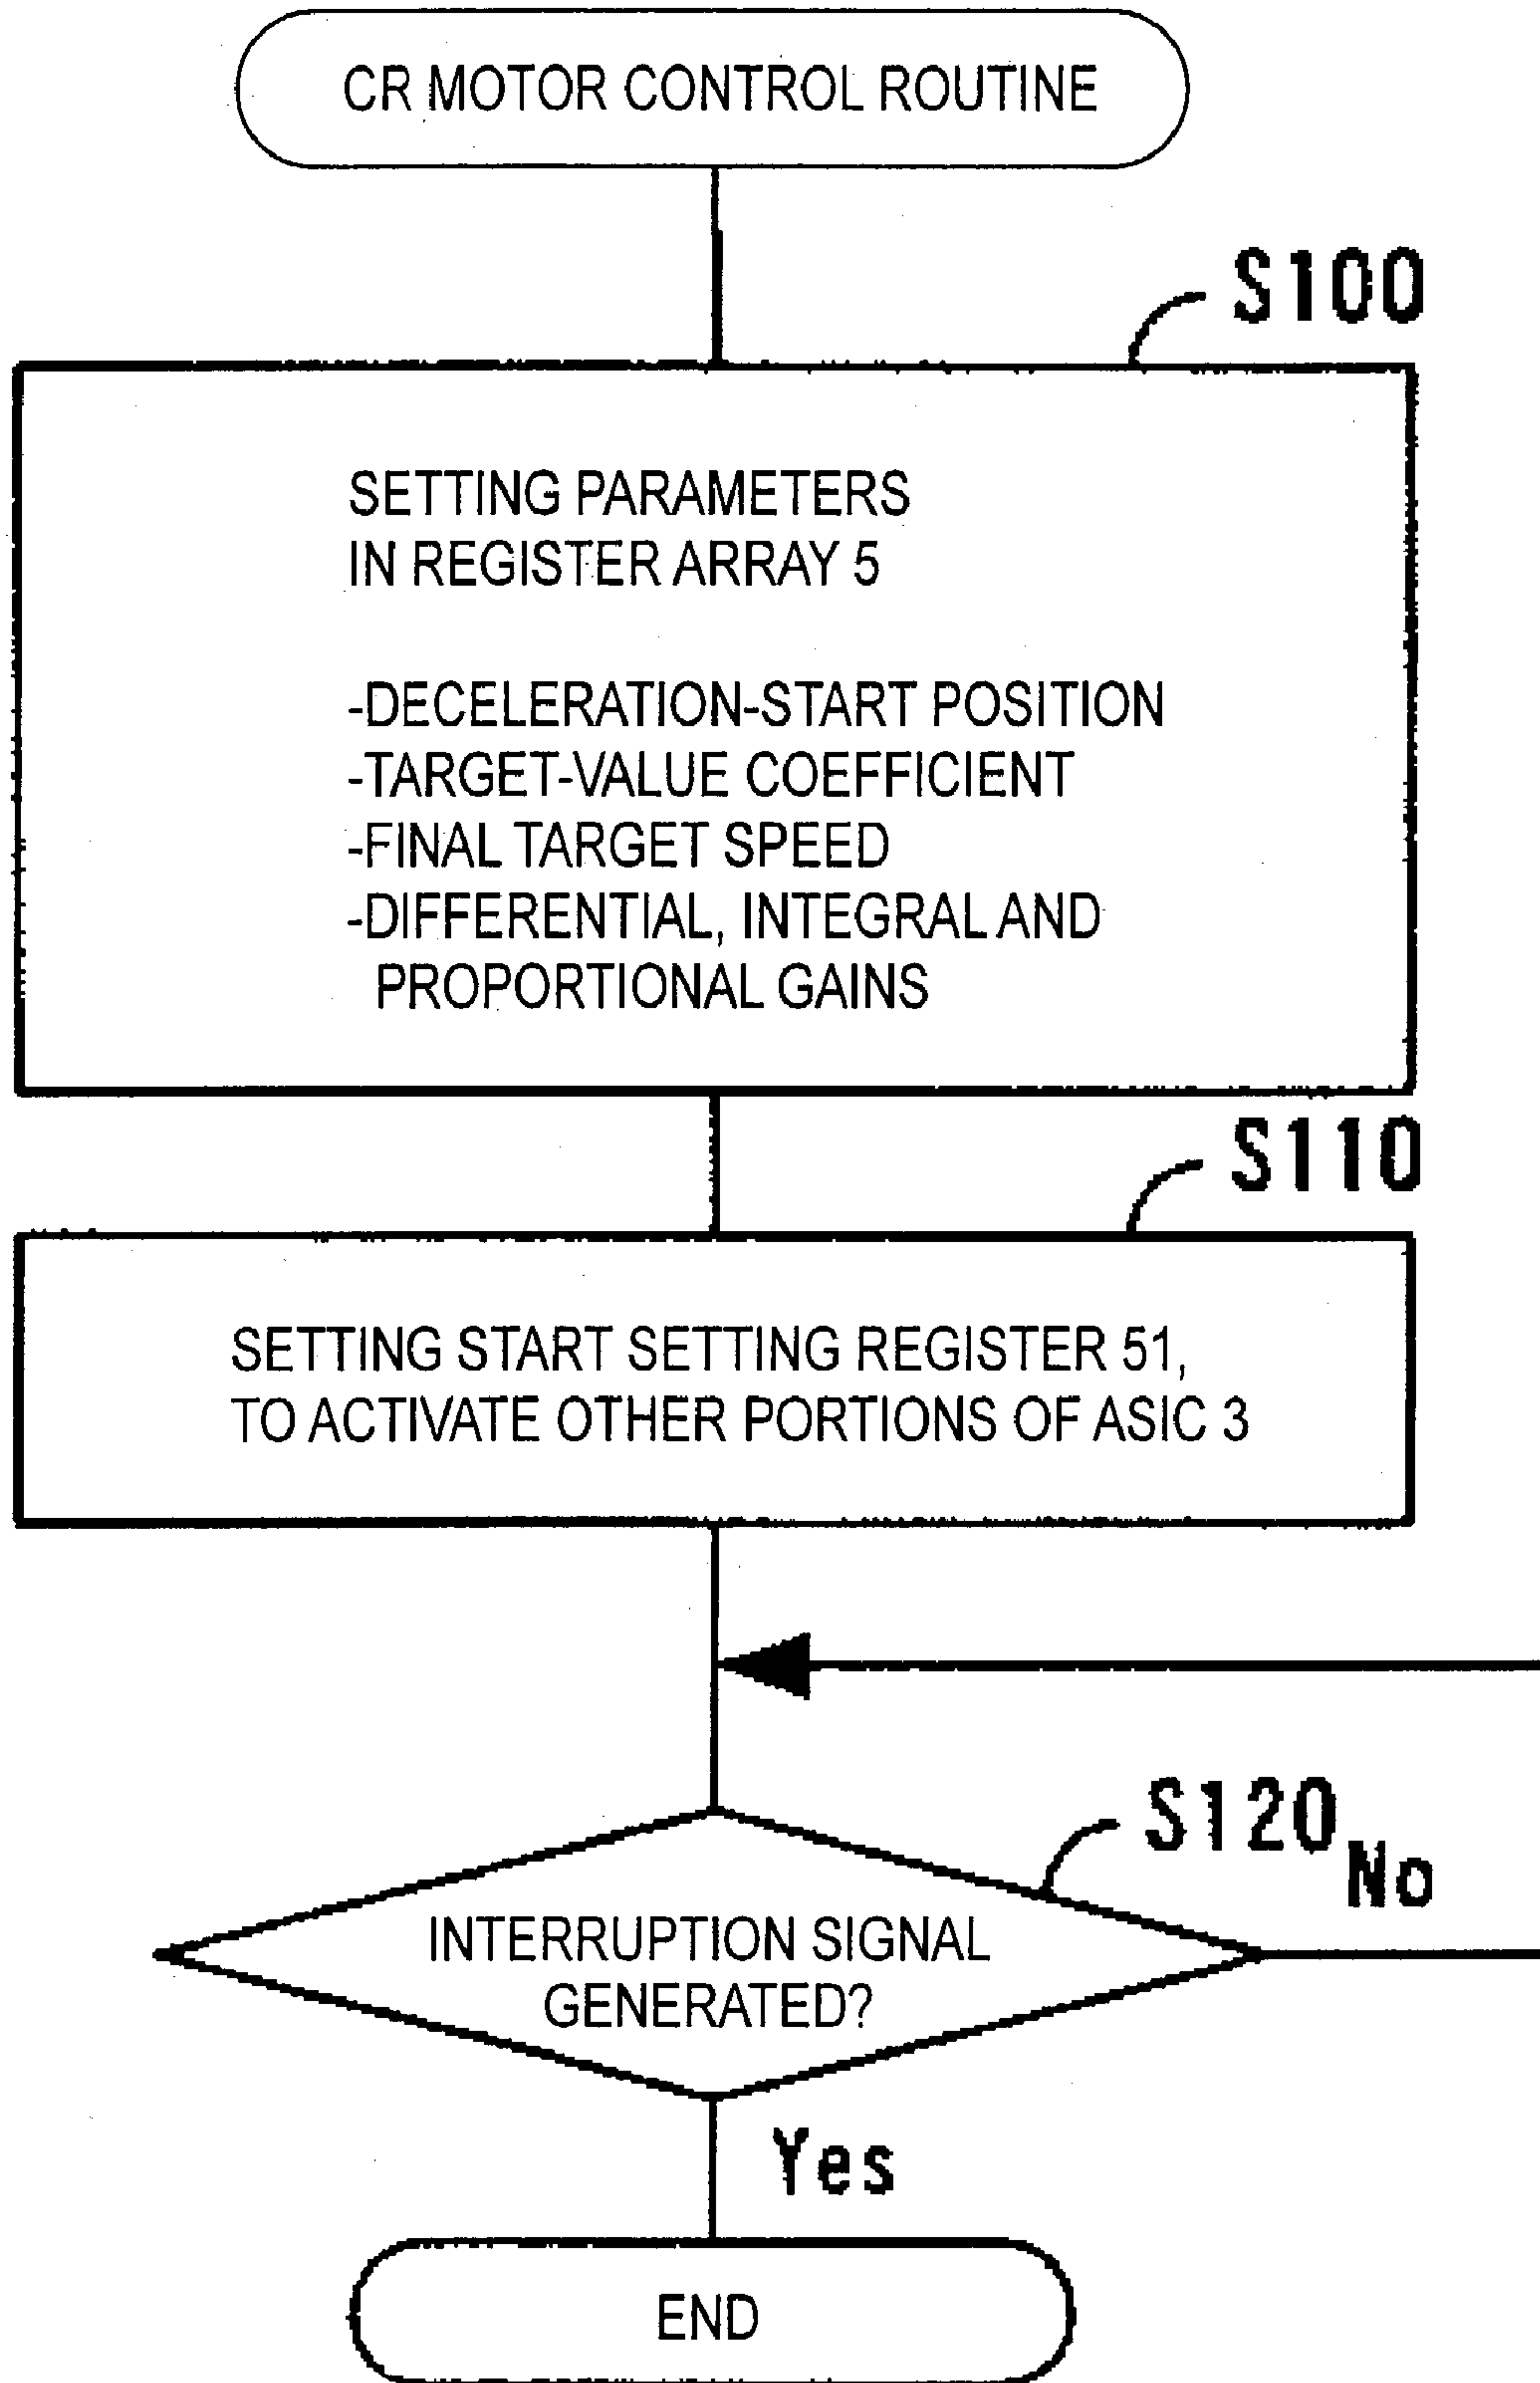 CR MOTOR CONTROL ROUTINE
S100
SETTING PARAMETERS
IN REGISTER ARRAY 5
-DECELERATION-START POSITION
-TARGET-VALUE COEFFICIENT
-FINAL TARGET SPEED
-DIFFERENTIAL, INTEGRAL AND
PROPORTIONAL GAINS
S110
SETTING START SETTING REGISTER 51,
TO ACTIVATE OTHER PORTIONS OF ASIC 3
S120
No
INTERRUPTION SIGNAL
GENERATED?
Yes
END